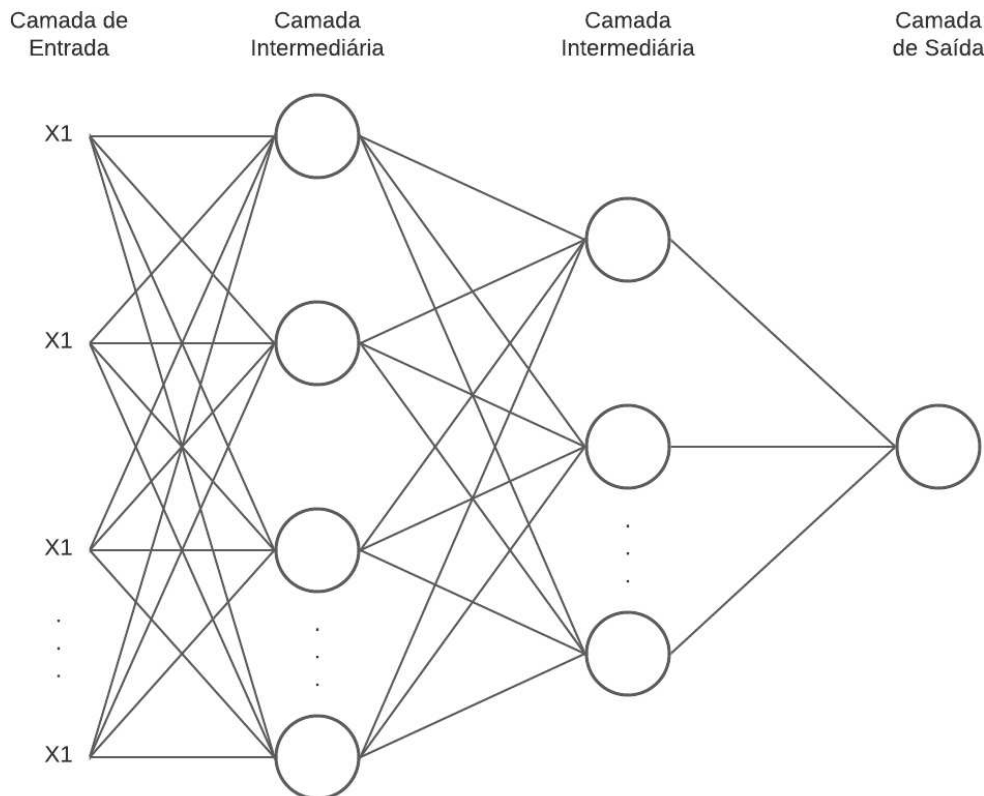 Camada de
Entrada
Camada
Intermediária
Camada
Intermediária
Camada
de Saída
X1
X1
X1
.
.
.
X1
.
.
.
.
.
.